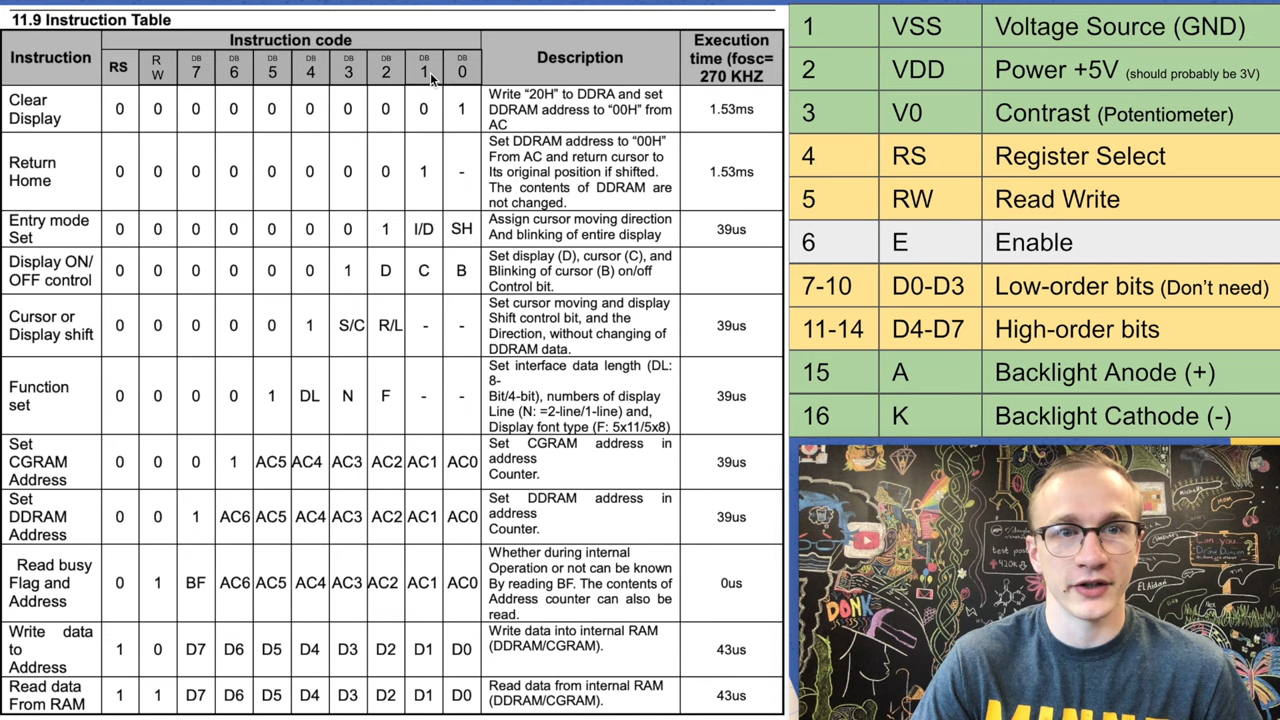 11.9 Instruction Table
Instruction
Instruction code
Description
Execution
time (fosc=
270 KHZ
RS
R
W
DB
7
DB
6
DB
5
DB
4
DB
3
DB
2
DB
1
DB
0
Clear
Display
0 0 0 0 0 0 0 0 0 1
Write “20H” to DDRA and set
DDRAM address to “00H” from
AC
1.53ms
Return
Home
0 0 0 0 0 0 0 0 1 -
Set DDRAM address to “00H”
From AC and return cursor to
Its original position if shifted.
The contents of DDRAM are
not changed.
1.53ms
Entry mode
Set
0 0 0 0 0 0 0 1 I/D SH
Assign cursor moving direction
And blinking of entire display
39us
Display ON/
OFF control
0 0 0 0 0 0 1 D C B
Set display (D), cursor (C), and
Blinking of cursor (B) on/off
Control bit.
Cursor or
Display shift
0 0 0 0 0 1 S/C R/L - -
Set cursor moving and display
Shift control bit, and the
Direction, without changing of
DDRAM data.
39us
Function
set
0 0 0 0 1 DL N F - -
Set interface data length (DL:
8-
Bit/4-bit), numbers of display
Line (N: =2-line/1-line) and,
Display font type (F: 5x11/5x8)
39us
Set
CGRAM
Address
0 0 0 1 AC5 AC4 AC3 AC2 AC1 AC0
Set CGRAM address in
address
Counter.
39us
Set
DDRAM
Address
0 0 1 AC6 AC5 AC4 AC3 AC2 AC1 AC0
Set DDRAM address in
address
Counter.
39us
Read busy
Flag and
Address
0 1 BF AC6 AC5 AC4 AC3 AC2 AC1 AC0
Whether during internal
Operation or not can be known
By reading BF. The contents of
Address counter can also be
read.
0us
Write data
to
Address
1 0 D7 D6 D5 D4 D3 D2 D1 D0
Write data into internal RAM
(DDRAM/CGRAM).
43us
Read data
From RAM
1 1 D7 D6 D5 D4 D3 D2 D1 D0
Read data from internal RAM
(DDRAM/CGRAM).
43us
1 VSS Voltage Source (GND)
2 VDD Power +5V (should probably be 3V)
3 V0 Contrast (Potentiometer)
4 RS Register Select
5 RW Read Write
6 E Enable
7-10 D0-D3 Low-order bits (Don’t need)
11-14 D4-D7 High-order bits
15 A Backlight Anode (+)
16 K Backlight Cathode (-)
DONK
Can you